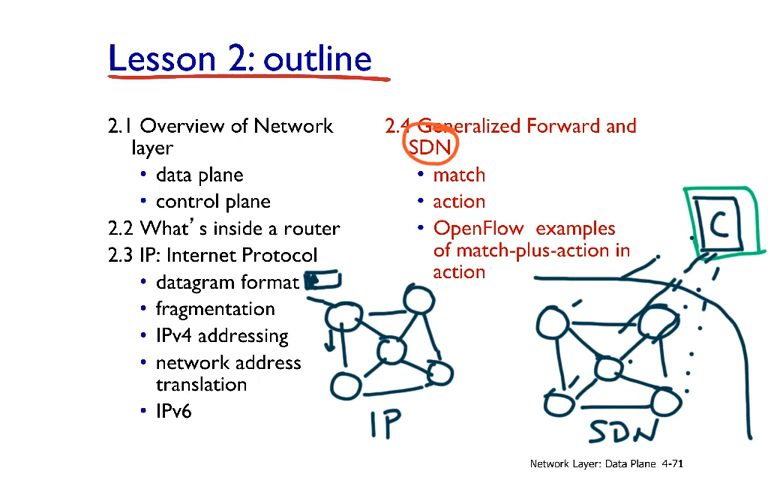 Lesson 2: outline
2.1 Overview of Network
layer
• data plane
• control plane
2.2 What's inside a router
2.3 IP: Internet Protocol
• datagram format
• fragmentation
• IPv4 addressing
• network address
translation
• IPv6
2.4 Generalized Forward and
SDN
• match
• action
• OpenFlow examples
of match-plus-action in
action
C
IP
SDN
Network Layer: Data Plane 4-71